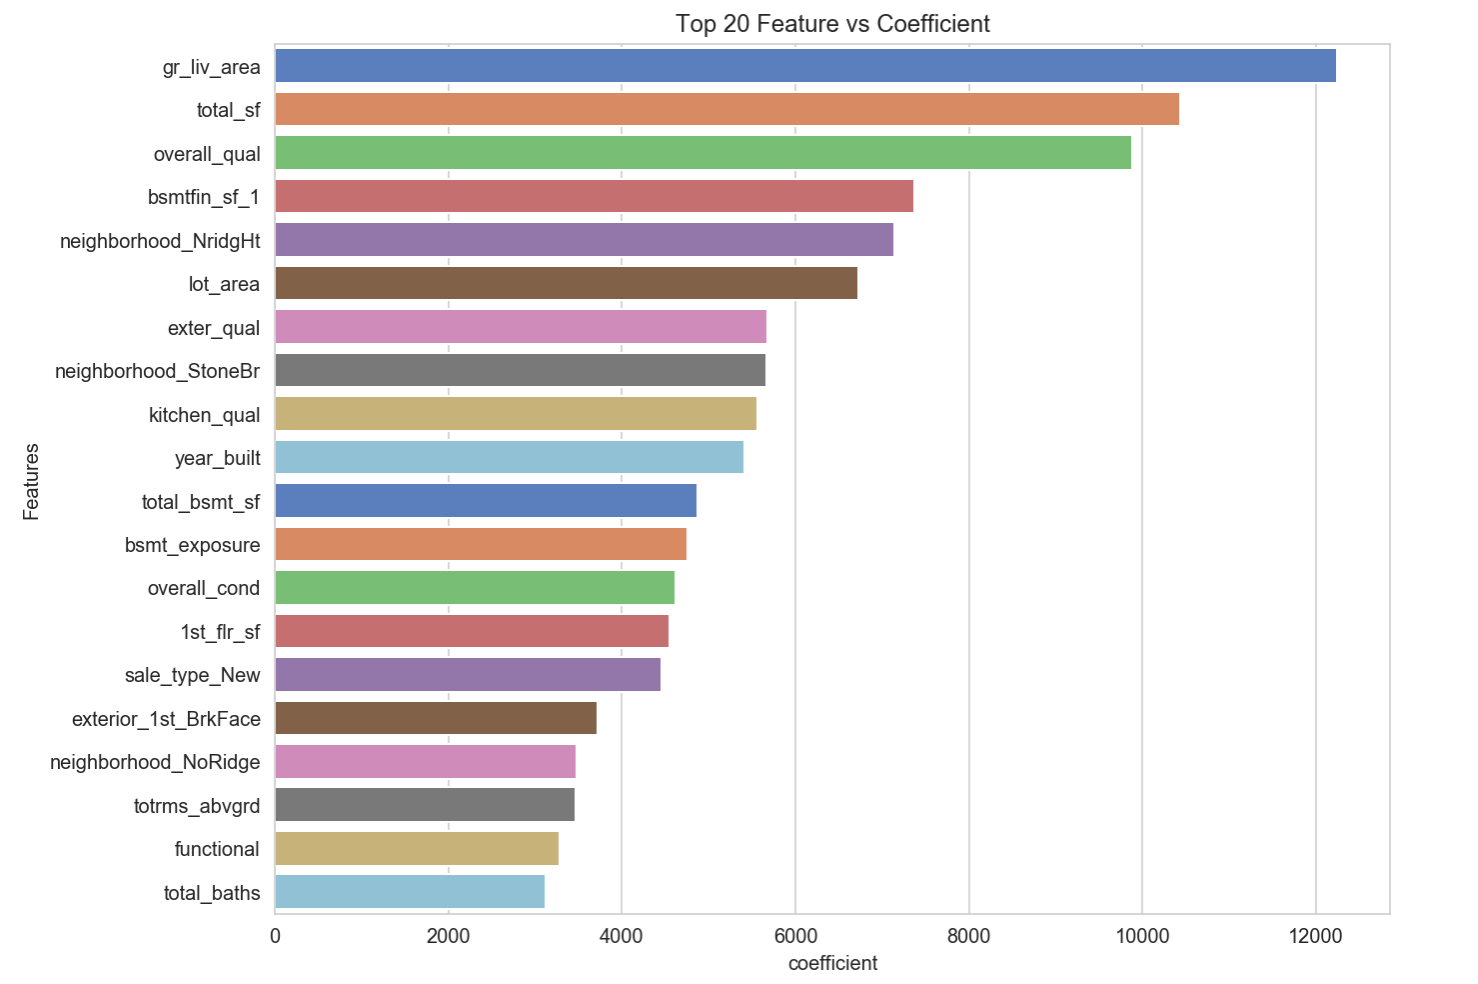 Top 20 Feature vs Coefficient
gr_liv_area
total_sf
overall_qual
bsmtfin_sf_1
neighborhood_NridgHt
lot_area
exter_qual
neighborhood_StoneBr
kitchen_qual
year_built
total_bsmt_sf
bsmt_exposure
overall_cond
1st_flr_sf
sale_type_New
exterior_1st_BrkFace
neighborhood_NoRidge
totrms_abvgrd
functional
total_baths
Features
0 2000 4000 6000 8000 10000 12000
coefficient